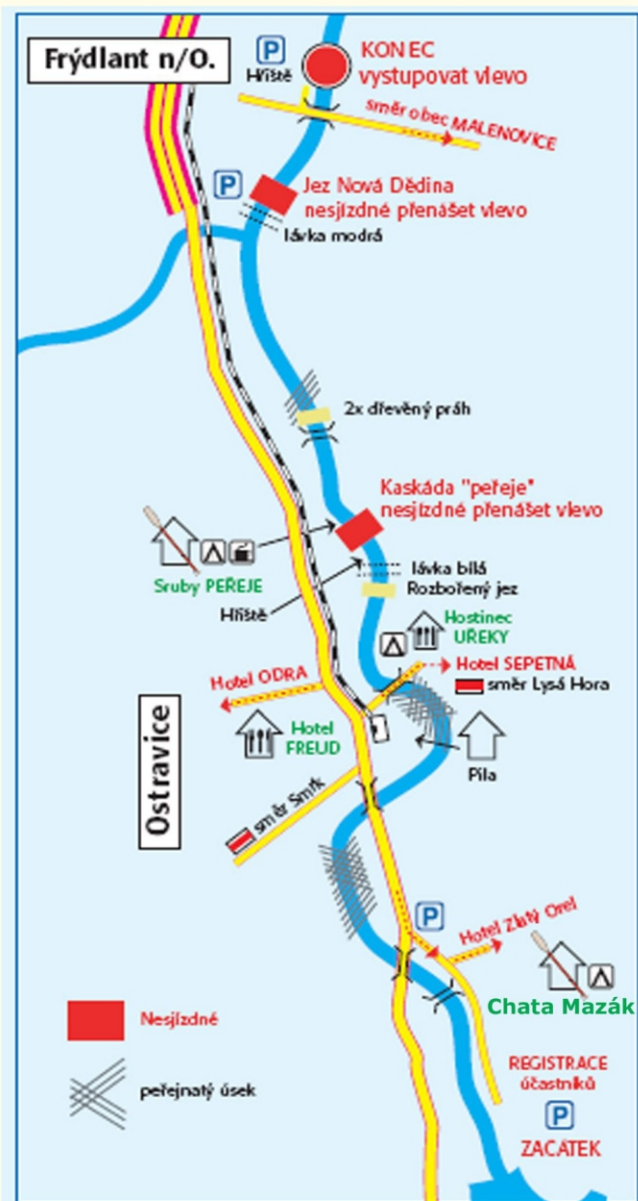 Frýdlant n/O.
P
Hřiště
KONEC
vystupovat vlevo
směr obec MALENOVICE
P
Jez Nová Dědina
nesjízdné přenášet vlevo
lávka modrá
2x dřevěný práh
Kaskáda "peřeje"
nesjízdné přenášet vlevo
Sruby PEŘEJE
lávka bílá
Rozbořený jez
Hřiště
Hostinec
UŘEKY
Hotel SEPETNÁ
směr Lysá Hora
Hotel ODRA
Hotel
FREUD
Pila
Ostravice
směr Smrk
P
Hotel Zlatý Orel
Chata Mazák
Nesjízdné
peřejnatý úsek
REGISTRACE
účastníků
P
ZACÁTEK